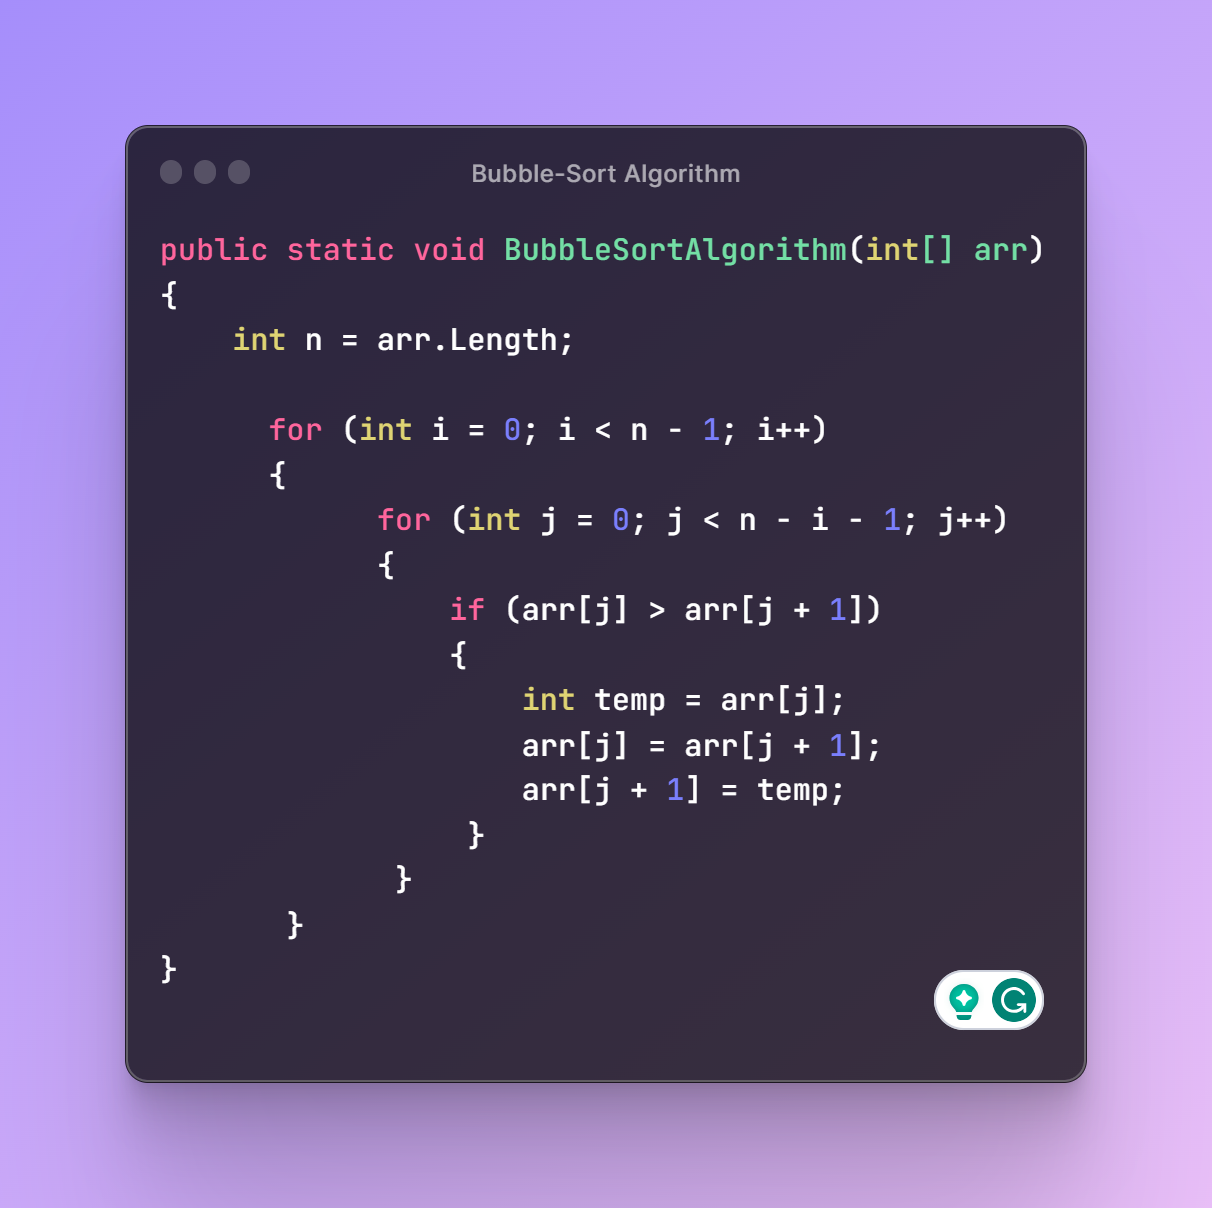 Bubble-Sort Algorithm
public static void BubbleSortAlgorithm(int[] arr)
{
    int n = arr.Length;

      for (int i = 0; i < n - 1; i++)
      {
            for (int j = 0; j < n - i - 1; j++)
            {
                if (arr[j] > arr[j + 1])
                {
                    int temp = arr[j];
                    arr[j] = arr[j + 1];
                    arr[j + 1] = temp;
                 }
             }
       }
}